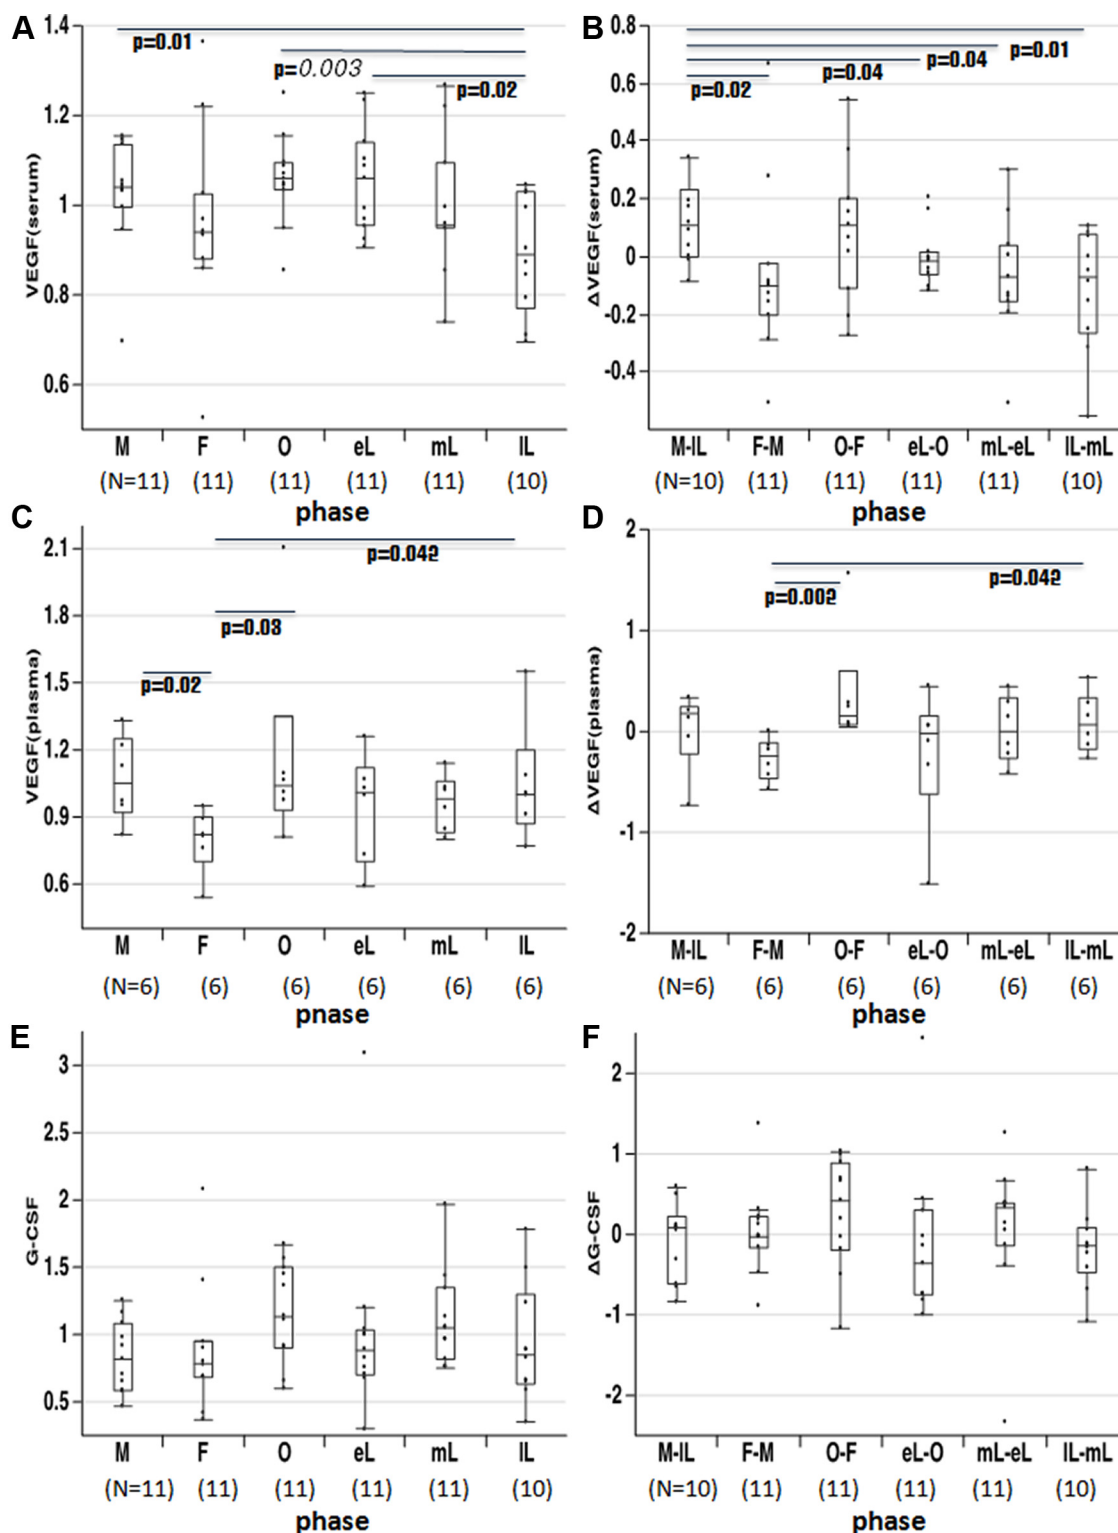 A
1.4
1.2
1
0.8
0.6
VEGF(serum)
p=0.01
p=0.003
p=0.02
M F O eL mL lL
(N=11) (11) (11) (11) (11) (10)
phase
B
0.8
0.6
0.4
0.2
0
-0.2
-0.4
ΔVEGF(serum)
p=0.01
p=0.04
p=0.04
p=0.02
M-lL F-M O-F eL-O mL-eL lL-mL
(N=10) (11) (11) (11) (11) (10)
phase
C
2.1
1.8
1.5
1.2
0.9
0.6
VEGF(plasma)
p=0.042
p=0.03
p=0.02
M F O eL mL lL
(N=6) (6) (6) (6) (6) (6)
pnase
D
2
1
0
-1
-2
ΔVEGF(plasma)
p=0.042
p=0.002
M-lL F-M O-F eL-O mL-eL lL-mL
(N=6) (6) (6) (6) (6) (6)
phase
E
3
2.5
2
1.5
1
0.5
G-CSF
M F O eL mL lL
(N=11) (11) (11) (11) (11) (10)
phase
F
2
1
0
-1
-2
ΔG-CSF
M-lL F-M O-F eL-O mL-eL lL-mL
(N=10) (11) (11) (11) (11) (10)
phase